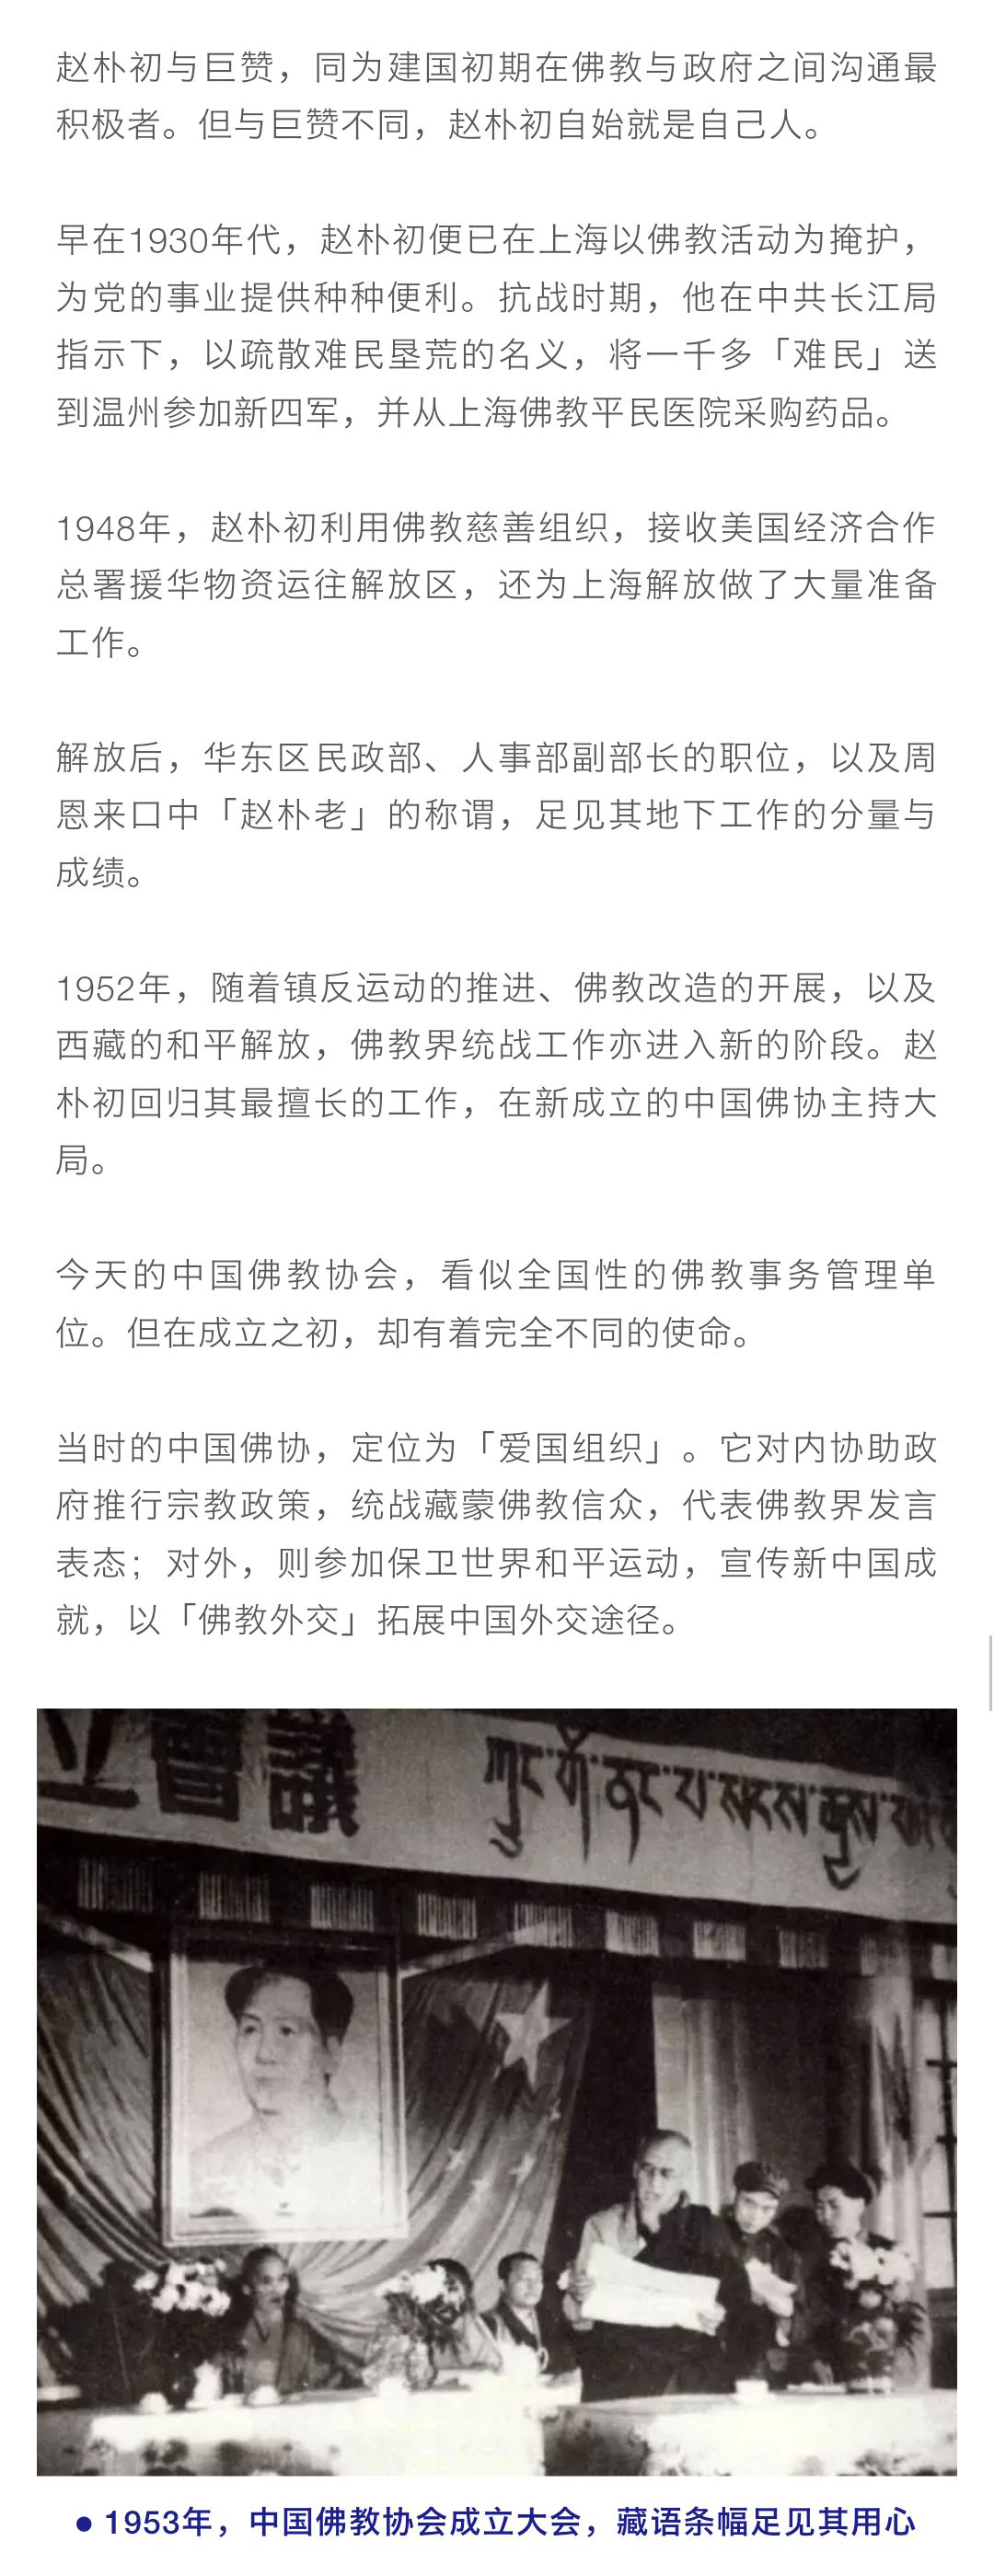 赵朴初与巨赞，同为建国初期在佛教与政府之间沟通最
积极者。但与巨赞不同，赵朴初自始就是自己人。
早在1930年代，赵朴初便已在上海以佛教活动为掩护，
为党的事业提供种种便利。抗战时期，他在中共长江局
指示下，以疏散难民垦荒的名义，将一千多「难民」送
到温州参加新四军，并从上海佛教平民医院采购药品。
1948年，赵朴初利用佛教慈善组织，接收美国经济合作
总署援华物资运往解放区，还为上海解放做了大量准备
工作。
解放后，华东区民政部、人事部副部长的职位，以及周
恩来口中「赵朴老」的称谓，足见其地下工作的分量与
成绩。
1952年，随着镇反运动的推进、佛教改造的开展，以及
西藏的和平解放，佛教界统战工作亦进入新的阶段。赵
朴初回归其最擅长的工作，在新成立的中国佛协主持大
局。
今天的中国佛教协会，看似全国性的佛教事务管理单
位。但在成立之初，却有着完全不同的使命。
当时的中国佛协，定位为「爱国组织」。它对内协助政
府推行宗教政策，统战藏蒙佛教信众，代表佛教界发言
表态；对外，则参加保卫世界和平运动，宣传新中国成
就，以「佛教外交」拓展中国外交途径。
立會議
● 1953年，中国佛教协会成立大会，藏语条幅足见其用心